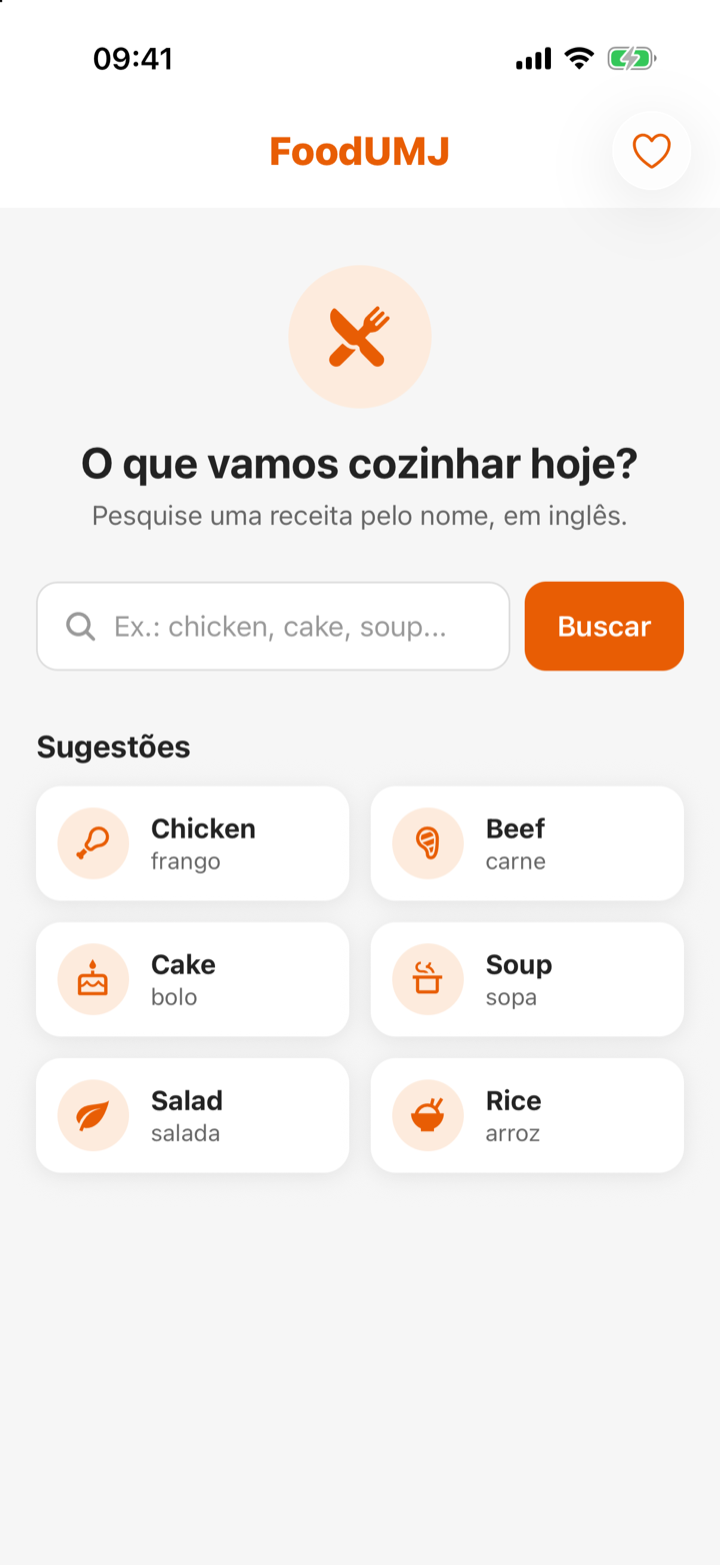 09:41
FoodUMJ
O que vamos cozinhar hoje?
Pesquise uma receita pelo nome, em inglês.
Ex.: chicken, cake, soup...
Buscar
Sugestões
Chicken
frango
Beef
carne
Cake
bolo
Soup
sopa
Salad
salada
Rice
arroz